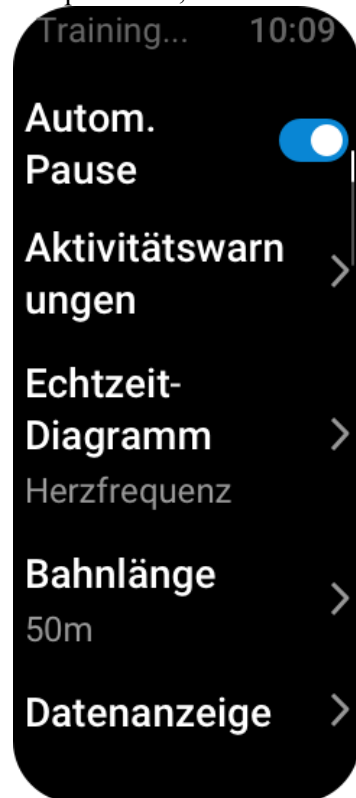 Training... 10:09
Autom.
Pause
Aktivitätswarn
ungen
Echtzeit-
Diagramm
Herzfrequenz
Bahnlänge
50m
Datenanzeige